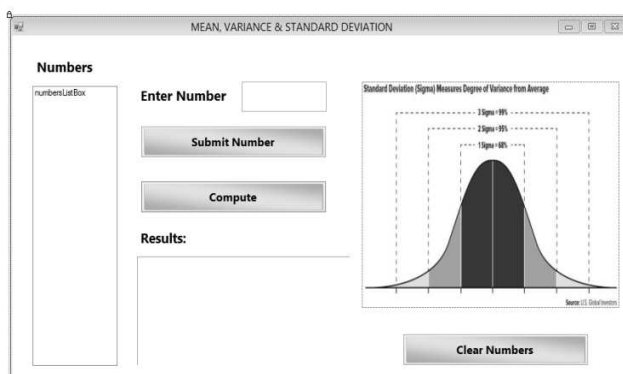 MEAN, VARIANCE & STANDARD DEVIATION
Numbers
numbersListBox
Enter Number
Submit Number
Compute
Results:
Standard Deviation (Sigma) Measures Degree of Variance from Average
3 Sigma = 99%
2 Sigma = 95%
1 Sigma = 68%
Source: U.S. Global Investors
Clear Numbers